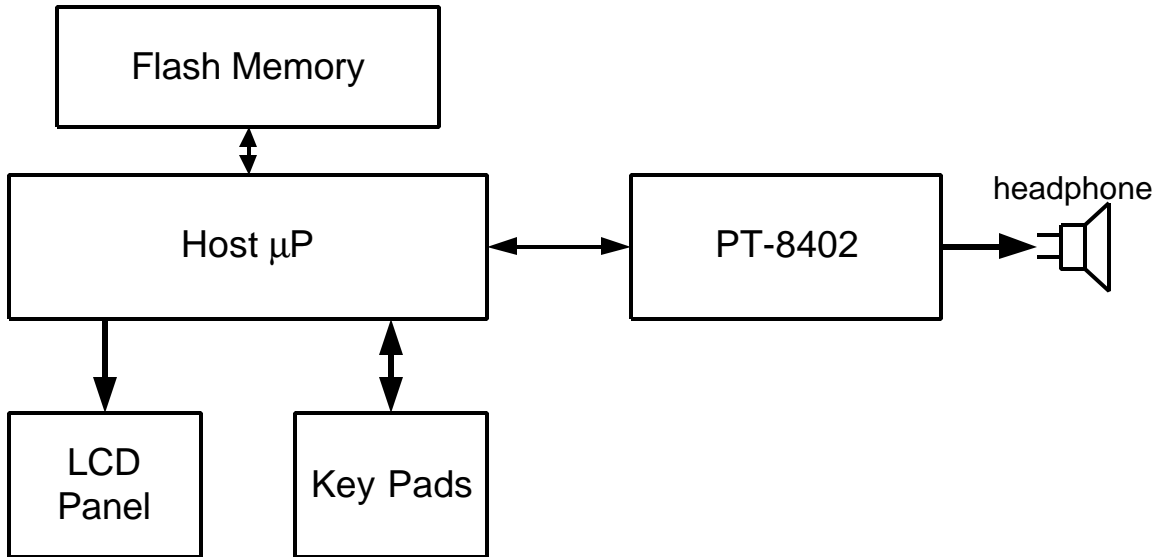 Flash Memory
headphone
Host μP
PT-8402
LCD
Panel
Key Pads